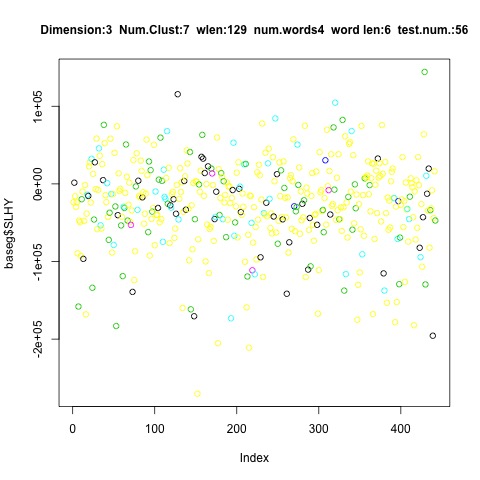 Dimension:3 Num.Clust:7 wlen:129 num.words4 word len:6 test.num.:56
baseg$SLHY
1e+05
0e+00
-1e+05
-2e+05
0 100 200 300 400
Index